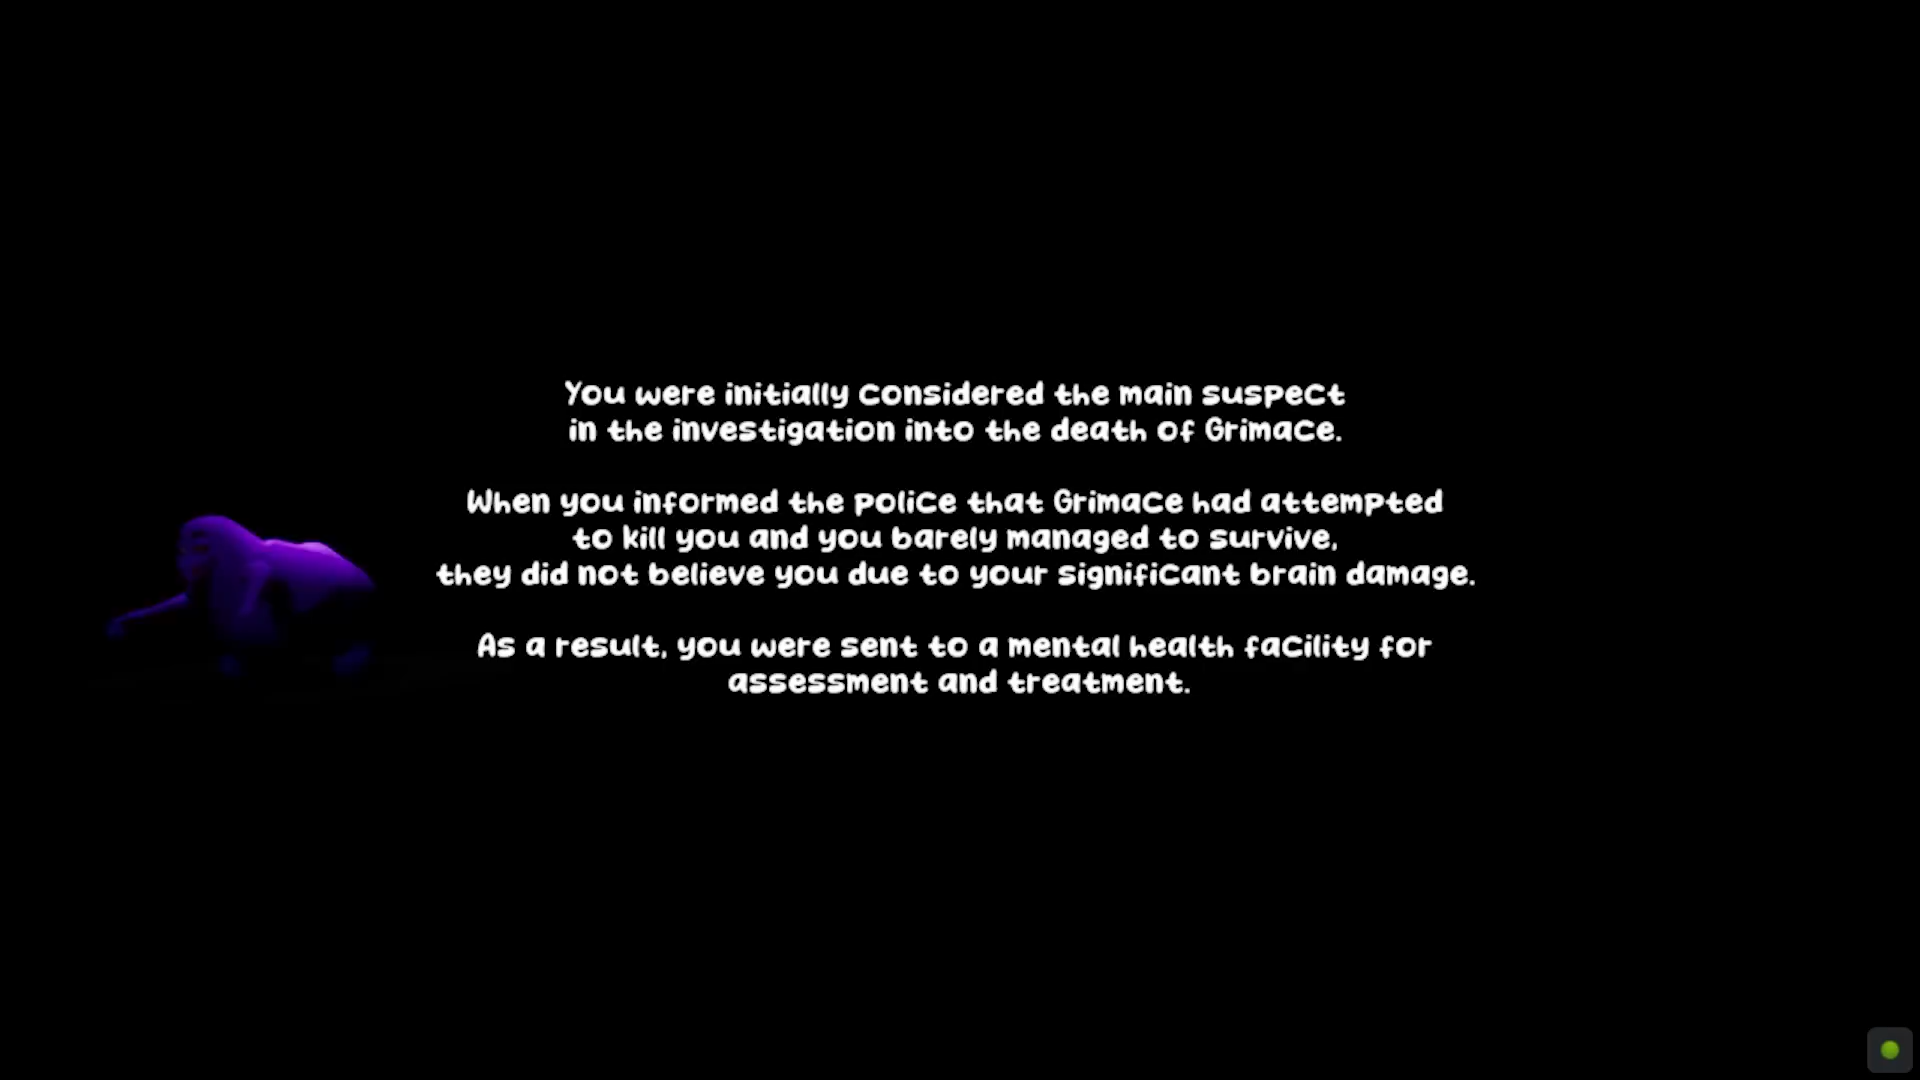 You were initially considered the main suspect
in the investigation into the death of Grimace.
When you informed the police that Grimace had attempted
to kill you and you barely managed to survive,
they did not believe you due to your significant brain damage.
As a result, you were sent to a mental health facility for
assessment and treatment.